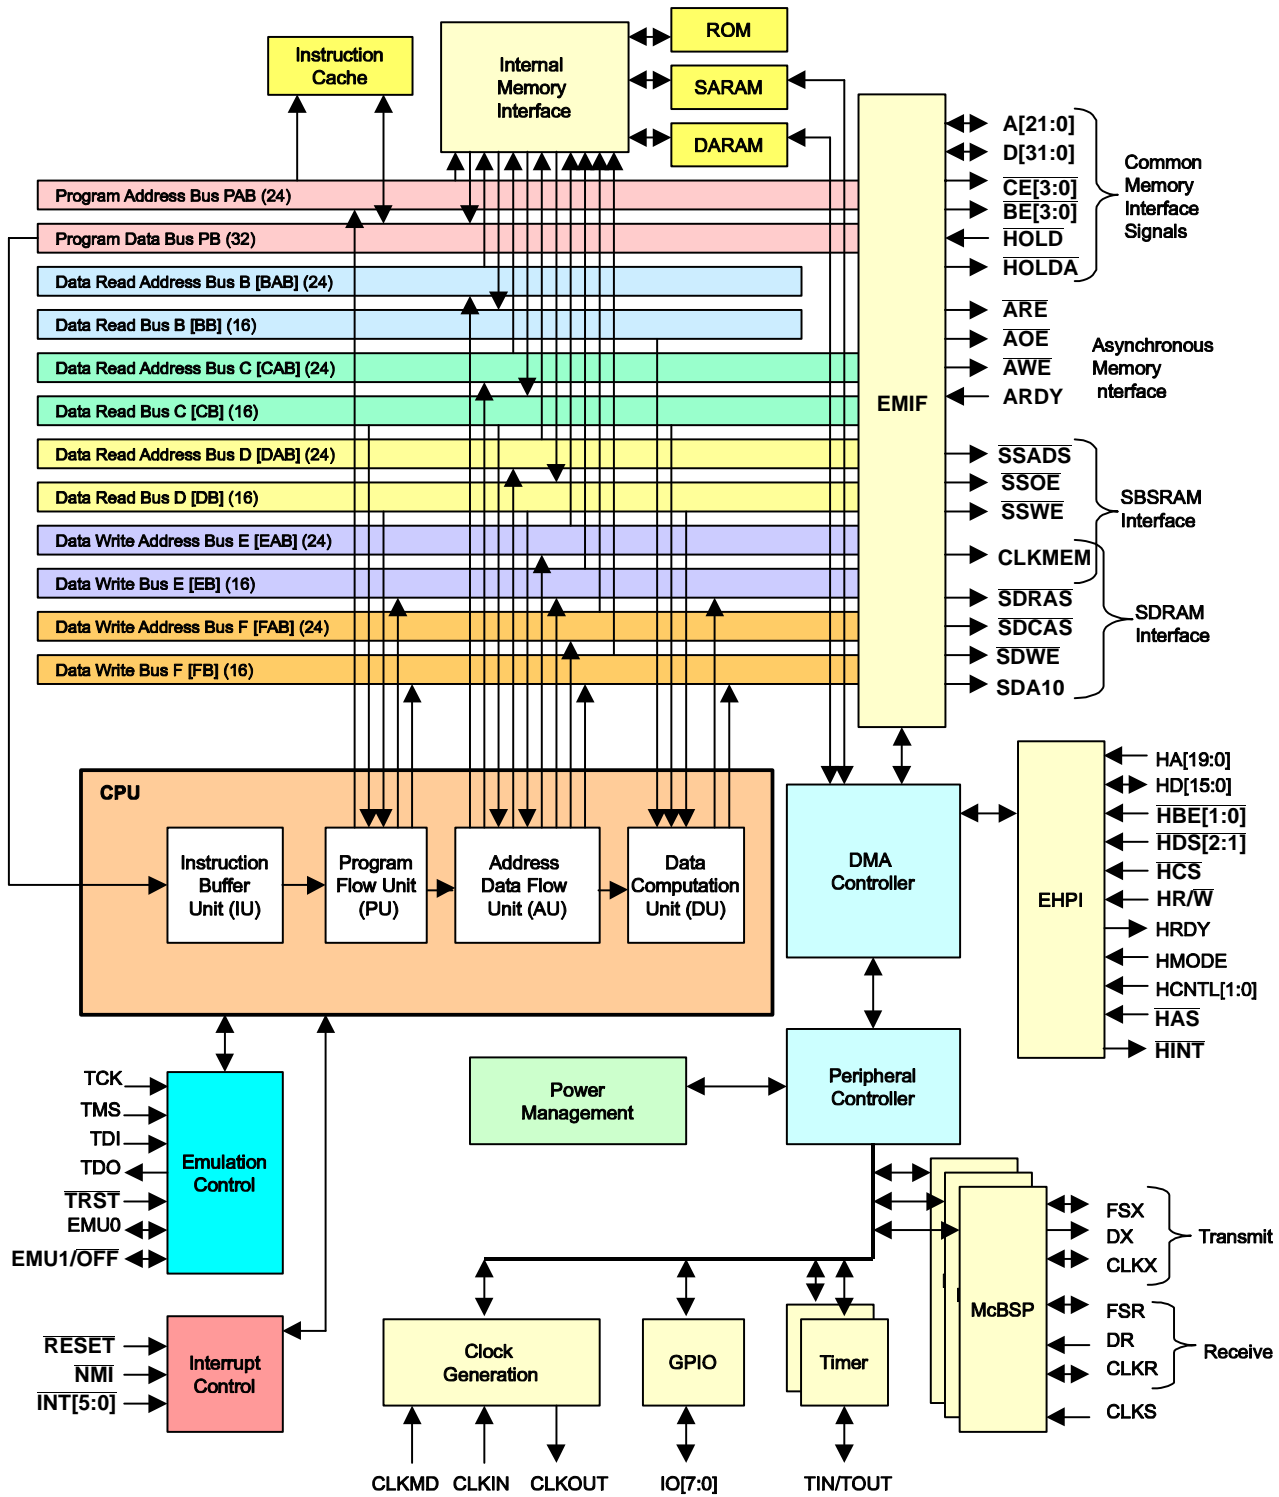 ROM
Instruction
Cache
Internal
Memory
Interface
SARAM
DARAM
Program Address Bus PAB (24)
Program Data Bus PB (32)
Data Read Address Bus B [BAB] (24)
Data Read Bus B [BB] (16)
Data Read Address Bus C [CAB] (24)
Data Read Bus C [CB] (16)
Data Read Address Bus D [DAB] (24)
Data Read Bus D [DB] (16)
Data Write Address Bus E [EAB] (24)
Data Write Bus E [EB] (16)
Data Write Address Bus F [FAB] (24)
Data Write Bus F [FB] (16)
EMIF
A[21:0]
D[31:0]
CE[3:0]
BE[3:0]
HOLD
HOLDA
Common
Memory
Interface
Signals
ARE
AOE
AWE
ARDY
Asynchronous
Memory
nterface
SSADS
SSOE
SSWE
CLKMEM
SBSRAM
Interface
SDRAS
SDCAS
SDWE
SDA10
SDRAM
Interface
CPU
Instruction
Buffer
Unit (IU)
Program
Flow Unit
(PU)
Address
Data Flow
Unit (AU)
Data
Computation
Unit (DU)
DMA
Controller
EHPI
HA[19:0]
HD[15:0]
HBE[1:0]
HDS[2:1]
HCS
HR/W
HRDY
HMODE
HCNTL[1:0]
HAS
HINT
Power
Management
Peripheral
Controller
TCK
TMS
TDI
TDO
TRST
EMU0
EMU1/OFF
Emulation
Control
RESET
NMI
INT[5:0]
Interrupt
Control
Clock
Generation
GPIO
Timer
McBSP
FSX
DX
CLKX
Transmit
FSR
DR
CLKR
Receive
CLKS
CLKMD
CLKIN
CLKOUT
IO[7:0]
TIN/TOUT